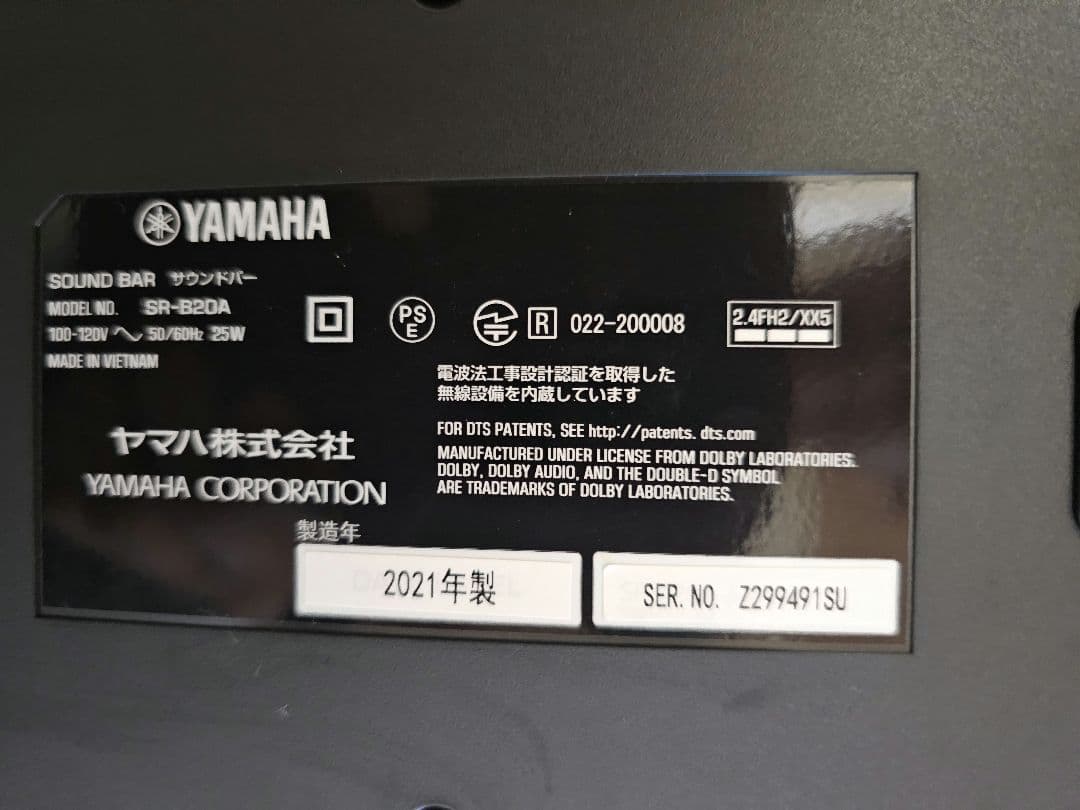 YAMAHA
SOUND BAR サウンドバー
MODEL NO. SR-B20A
100-120V 50/60Hz 25W
MADE IN VIETNAM
PS
E
R 022-200008
2.4FH2/XX5
電波法工事設計認証を取得した
無線設備を内蔵しています
FOR DTS PATENTS, SEE http://patents. dts.com
MANUFACTURED UNDER LICENSE FROM DOLBY LABORATORIES.
DOLBY, DOLBY AUDIO, AND THE DOUBLE-D SYMBOL
ARE TRADEMARKS OF DOLBY LABORATORIES.
ヤマハ株式会社
YAMAHA CORPORATION
製造年
2021年製
SER. NO. Z299491SU